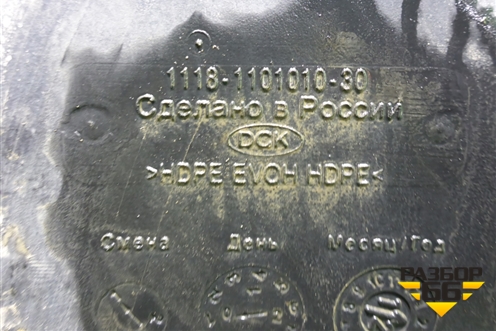 1118-1101010-30
Сделано в России
DCK
>HDPE EVOH HDPE<
Смена День Месяц/Год
РАЗБОР
66